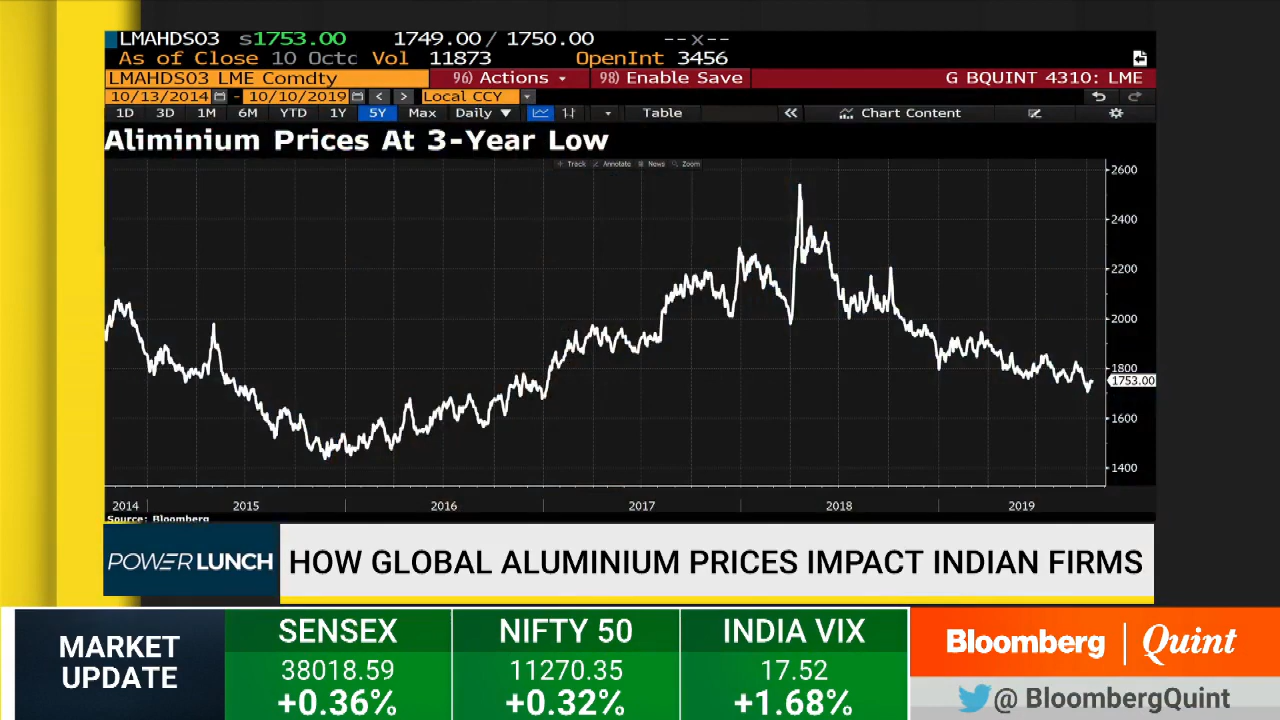 LMAHDS03 s1753.00 1749.00 / 1750.00 --x--
As of Close 10 Octc Vol 11873 OpenInt 3456
LMAHDS03 LME Comdty 96) Actions 98) Enable Save G BQUINT 4310: LME
10/13/2014 - 10/10/2019 < > Local CCY
1D 3D 1M 6M YTD 1Y 5Y Max Daily ▼ Table « Chart Content
Aliminium Prices At 3-Year Low
+ Track Annotate News Zoom
2600
2400
2200
2000
1800
1753.00
1600
1400
2014 2015 2016 2017 2018 2019
Source: Bloomberg
POWER LUNCH HOW GLOBAL ALUMINIUM PRICES IMPACT INDIAN FIRMS
MARKET UPDATE
SENSEX
38018.59
+0.36%
NIFTY 50
11270.35
+0.32%
INDIA VIX
17.52
+1.68%
Bloomberg | Quint
@ BloombergQuint